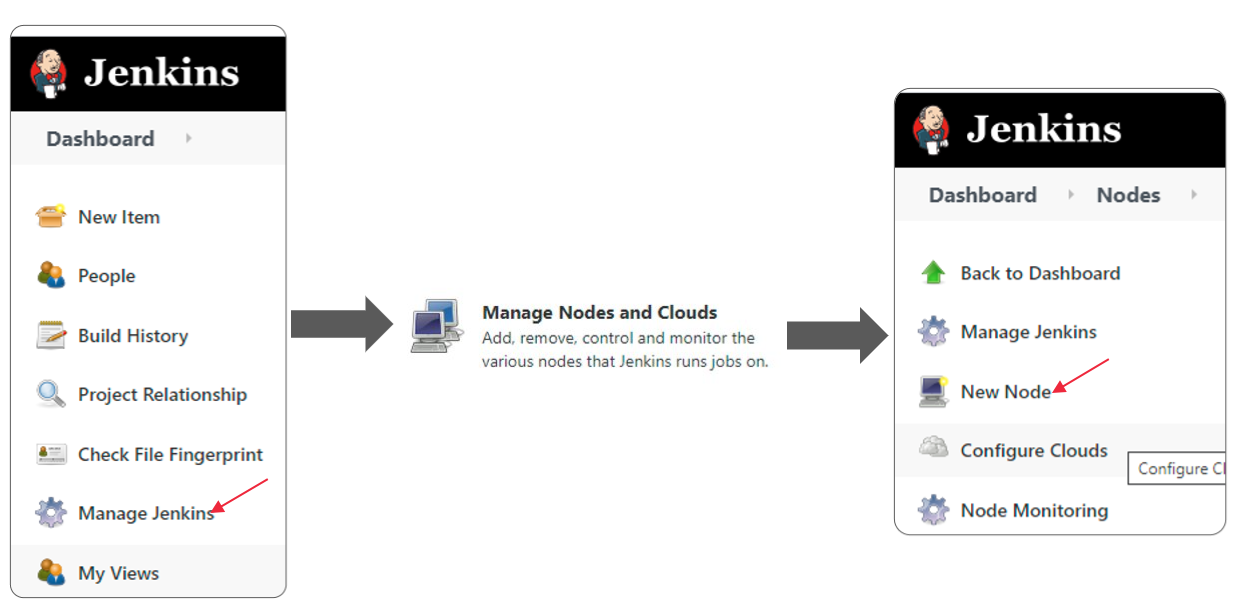 Jenkins
Dashboard
New Item
People
Build History
Project Relationship
Check File Fingerprint
Manage Jenkins
My Views
Manage Nodes and Clouds
Add, remove, control and monitor the
various nodes that Jenkins runs jobs on.
Jenkins
Dashboard Nodes
Back to Dashboard
Manage Jenkins
New Node
Configure Clouds
Configure Cl
Node Monitoring